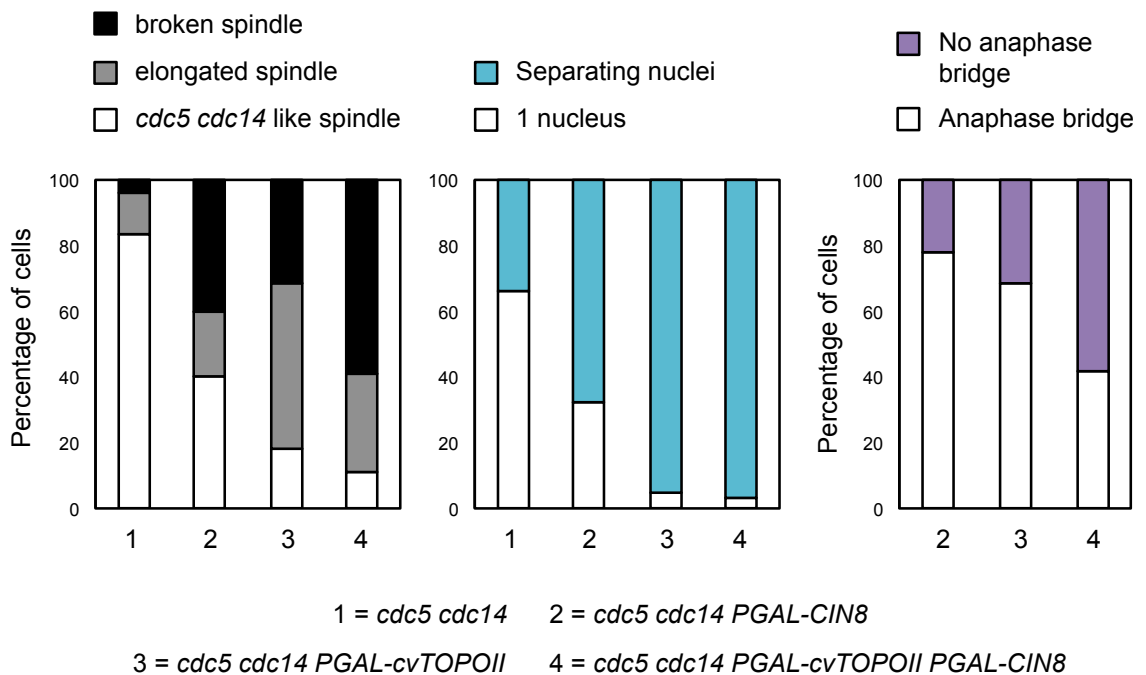 broken spindle
elongated spindle
cdc5 cdc14 like spindle
Separating nuclei
1 nucleus
No anaphase
bridge
Anaphase bridge
Percentage of cells
100
80
60
40
20
0
1 2 3 4
100
80
60
40
20
0
1 2 3 4
Percentage of cells
100
80
60
40
20
0
2 3 4
1 = cdc5 cdc14 2 = cdc5 cdc14 PGAL-CIN8
3 = cdc5 cdc14 PGAL-cvTOPOII 4 = cdc5 cdc14 PGAL-cvTOPOII PGAL-CIN8